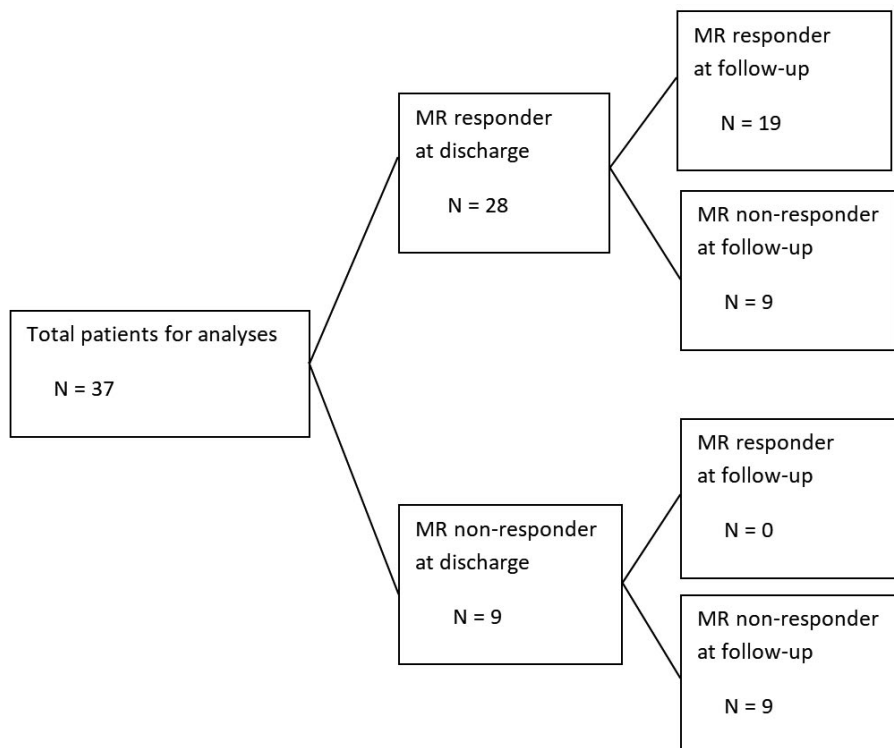 Total patients for analyses
N = 37
MR responder
at discharge
N = 28
MR non-responder
at discharge
N = 9
MR responder
at follow-up
N = 19
MR non-responder
at follow-up
N = 9
MR responder
at follow-up
N = 0
MR non-responder
at follow-up
N = 9